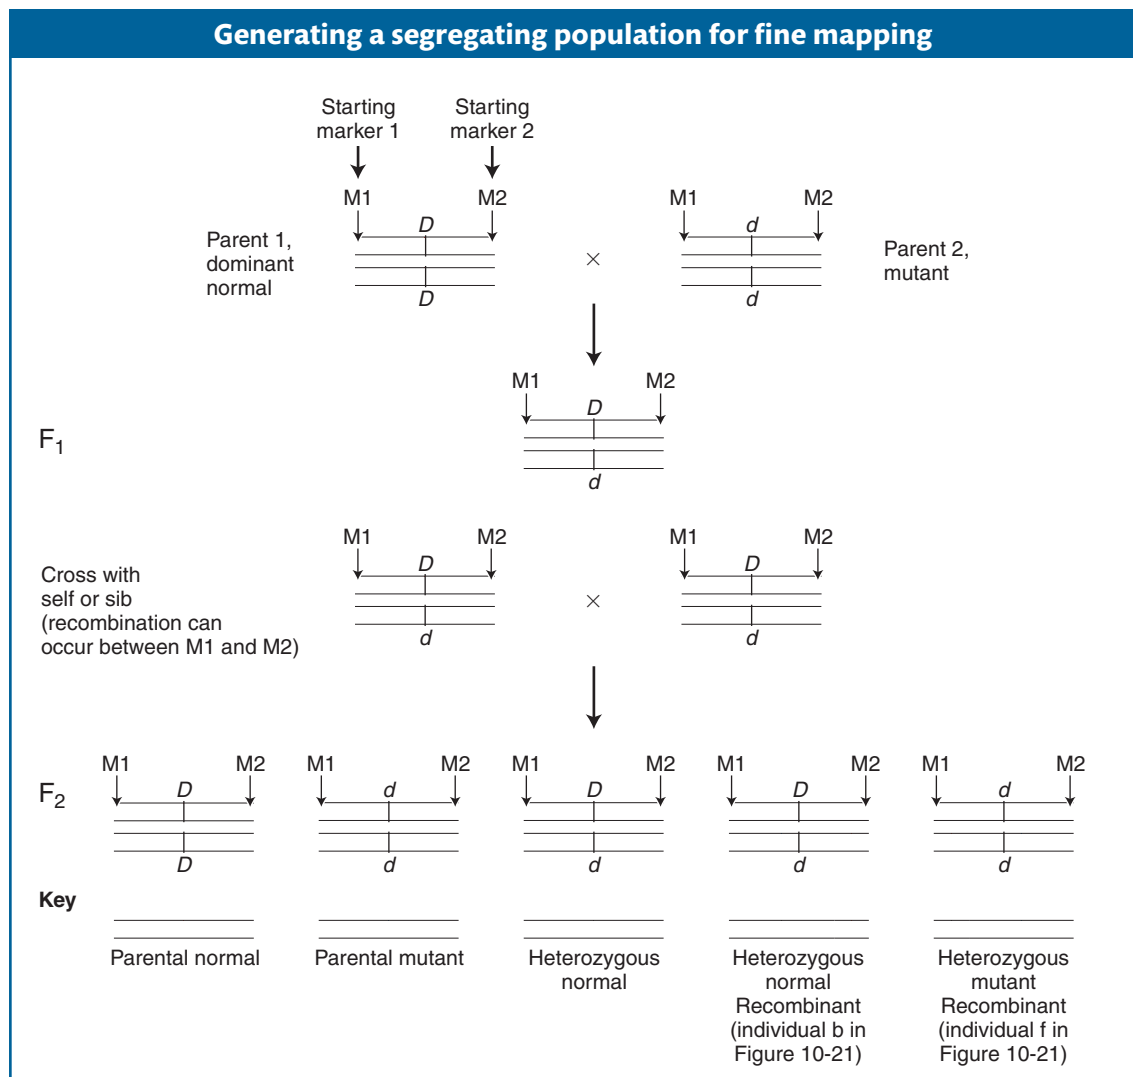 Generating a segregating population for fine mapping
Starting
marker 1
Starting
marker 2
M1
M2
D
D
Parent 1,
dominant
normal
×
M1
M2
d
d
Parent 2,
mutant
F1
M1
M2
D
d
Cross with
self or sib
(recombination can
occur between M1 and M2)
M1
M2
D
d
×
M1
M2
D
d
F2
M1
M2
D
D
M1
M2
d
d
M1
M2
D
d
M1
M2
D
d
M1
M2
d
d
Key
Parental normal
Parental mutant
Heterozygous
normal
Heterozygous
normal
Recombinant
(individual b in
Figure 10-21)
Heterozygous
mutant
Recombinant
(individual f in
Figure 10-21)